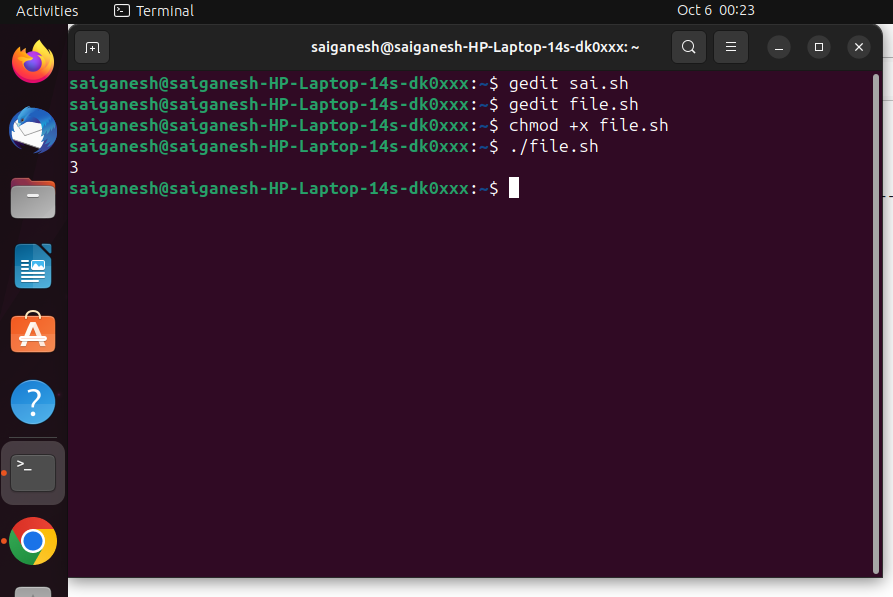 Activities Terminal Oct 6 00:23
saiganesh@saiganesh-HP-Laptop-14s-dk0xxx: ~
saiganesh@saiganesh-HP-Laptop-14s-dk0xxx:~$ gedit sai.sh
saiganesh@saiganesh-HP-Laptop-14s-dk0xxx:~$ gedit file.sh
saiganesh@saiganesh-HP-Laptop-14s-dk0xxx:~$ chmod +x file.sh
saiganesh@saiganesh-HP-Laptop-14s-dk0xxx:~$ ./file.sh
3
saiganesh@saiganesh-HP-Laptop-14s-dk0xxx:~$